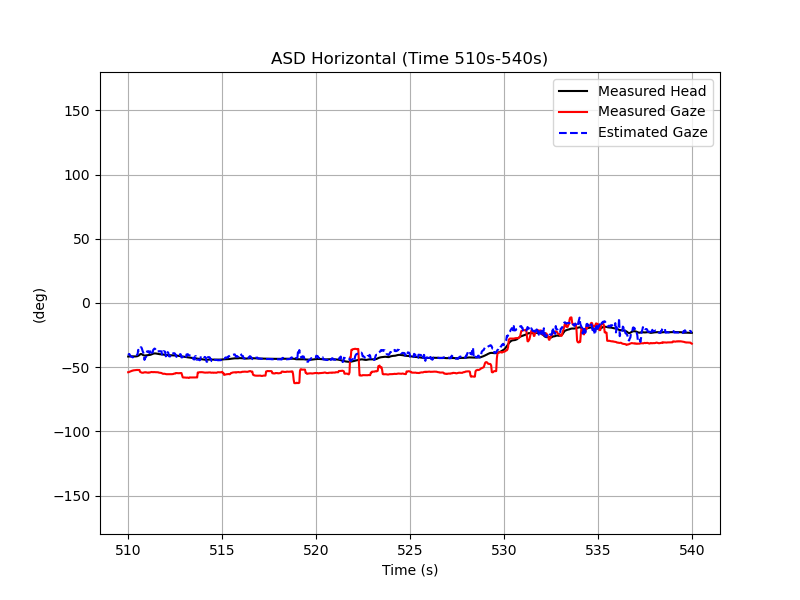 ASD Horizontal (Time 510s-540s)
Measured Head
Measured Gaze
Estimated Gaze
150
100
50
0
−50
−100
−150
(deg)
510 515 520 525 530 535 540
Time (s)